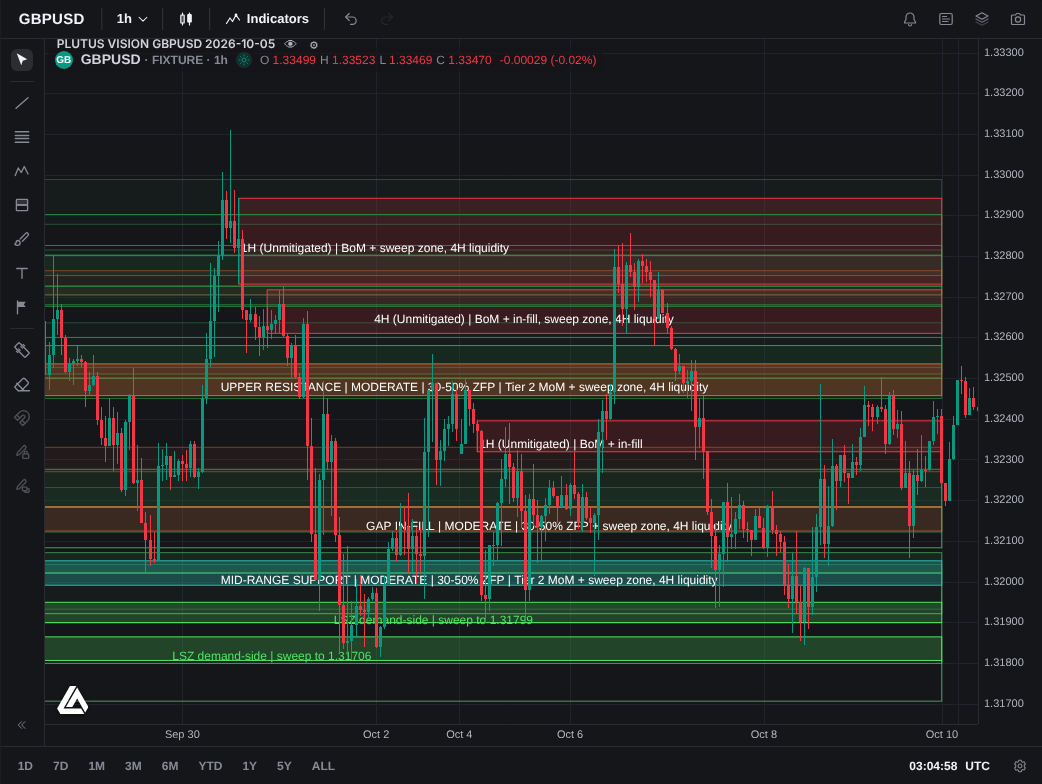 GBPUSD 1h Indicators
PLUTUS VISION GBPUSD 2026-10-05
GB GBPUSD · FIXTURE · 1h O 1.33499 H 1.33523 L 1.33469 C 1.33470 -0.00029 (-0.02%)
1.33300
1.33200
1.33100
1.33000
1.32900
1H (Unmitigated) | BoM + sweep zone, 4H liquidity
1.32800
1.32700
4H (Unmitigated) | BoM + in-fill, sweep zone, 4H liquidity
1.32600
1.32500
UPPER RESISTANCE | MODERATE | 30-50% ZFP | Tier 2 MoM + sweep zone, 4H liquidity
1.32400
1H (Unmitigated) | BoM + in-fill
1.32300
1.32200
GAP IN-FILL | MODERATE | 30-50% ZFP + sweep zone, 4H liquidity
1.32100
MID-RANGE SUPPORT | MODERATE | 30-50% ZFP | Tier 2 MoM + sweep zone, 4H liquidity
1.32000
LSZ demand-side | sweep to 1.31799
1.31900
LSZ demand-side | sweep to 1.31706
1.31800
1.31700
Sep 30 Oct 2 Oct 4 Oct 6 Oct 8 Oct 10
1D 7D 1M 3M 6M YTD 1Y 5Y ALL 03:04:58 UTC